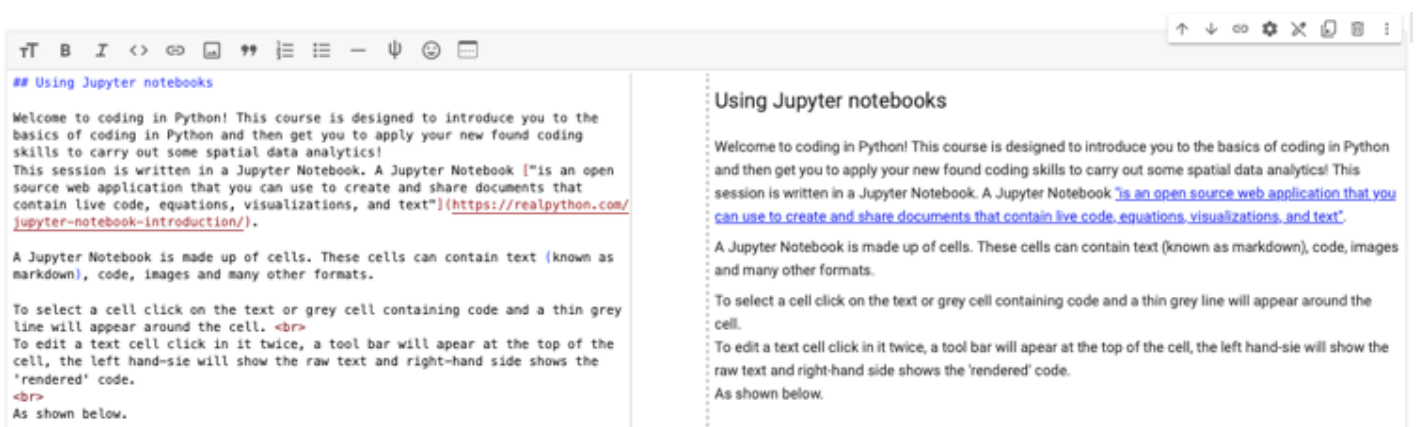 ## Using Jupyter notebooks
Welcome to coding in Python! This course is designed to introduce you to the
basics of coding in Python and then get you to apply your new found coding
skills to carry out some spatial data analytics!
This session is written in a Jupyter Notebook. A Jupyter Notebook ["is an open
source web application that you can use to create and share documents that
contain live code, equations, visualizations, and text"](https://realpython.com/
jupyter-notebook-introduction/).
A Jupyter Notebook is made up of cells. These cells can contain text (known as
markdown), code, images and many other formats.
To select a cell click on the text or grey cell containing code and a thin grey
line will appear around the cell. <br>
To edit a text cell click in it twice, a tool bar will apear at the top of the
cell, the left hand-sie will show the raw text and right-hand side shows the
'rendered' code.
<br>
As shown below.
Using Jupyter notebooks
Welcome to coding in Python! This course is designed to introduce you to the basics of coding in Python
and then get you to apply your new found coding skills to carry out some spatial data analytics! This
session is written in a Jupyter Notebook. A Jupyter Notebook "is an open source web application that you
can use to create and share documents that contain live code, equations, visualizations, and text".
A Jupyter Notebook is made up of cells. These cells can contain text (known as markdown), code, images
and many other formats.
To select a cell click on the text or grey cell containing code and a thin grey line will appear around the
cell.
To edit a text cell click in it twice, a tool bar will apear at the top of the cell, the left hand-sie will show the
raw text and right-hand side shows the 'rendered' code.
As shown below.